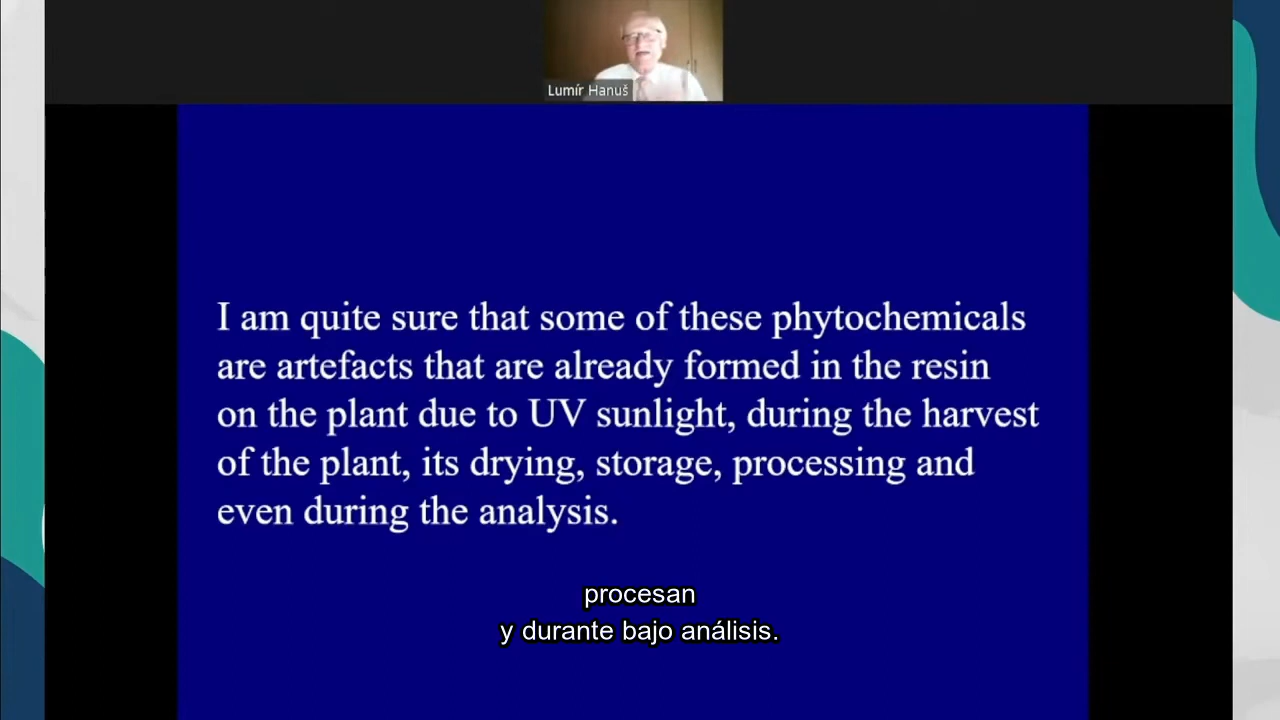 Lumír Hanuš
I am quite sure that some of these phytochemicals
are artefacts that are already formed in the resin
on the plant due to UV sunlight, during the harvest
of the plant, its drying, storage, processing and
even during the analysis.
procesan
y durante bajo análisis.